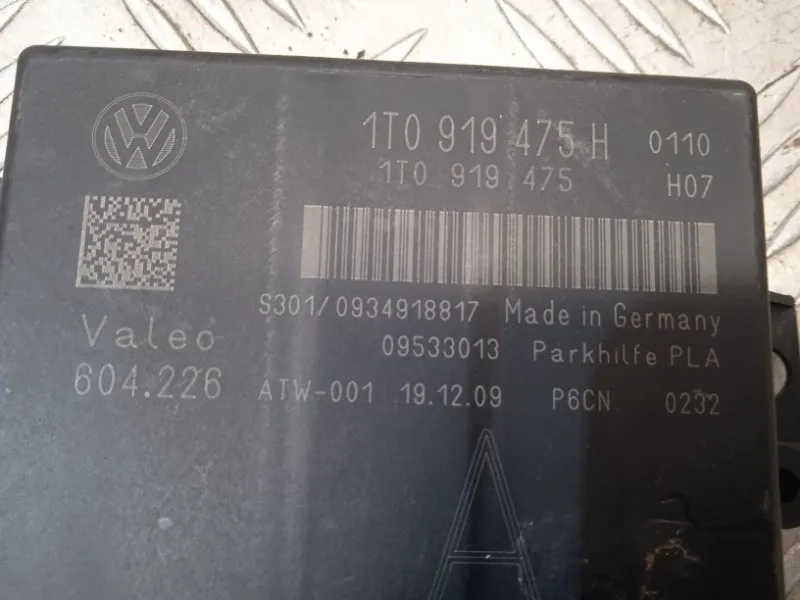 1T0 919 475 H 0110
1T0 919 475 H07
S301/0934918817 Made in Germany
Valeo 09533013 Parkhilfe PLA
604.226 ATW-001 19.12.09 P6CN 0232
A